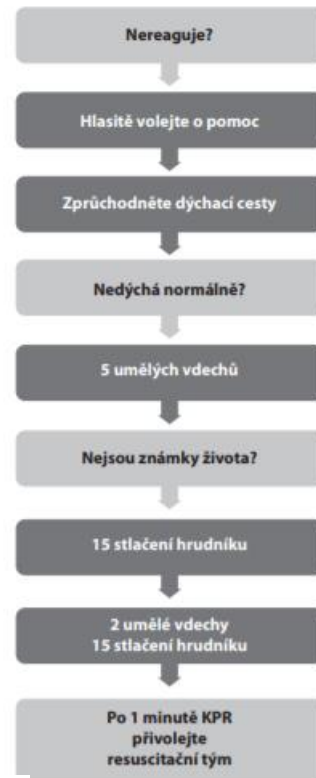 Nereaguje?
Hlasitě volejte o pomoc
Zprůchodněte dýchací cesty
Nedýchá normálně?
5 umělých vdechů
Nejsou známky života?
15 stlačení hrudníku
2 umělé vdechy
15 stlačení hrudníku
Po 1 minutě KPR
přivolejte
resuscitační tým